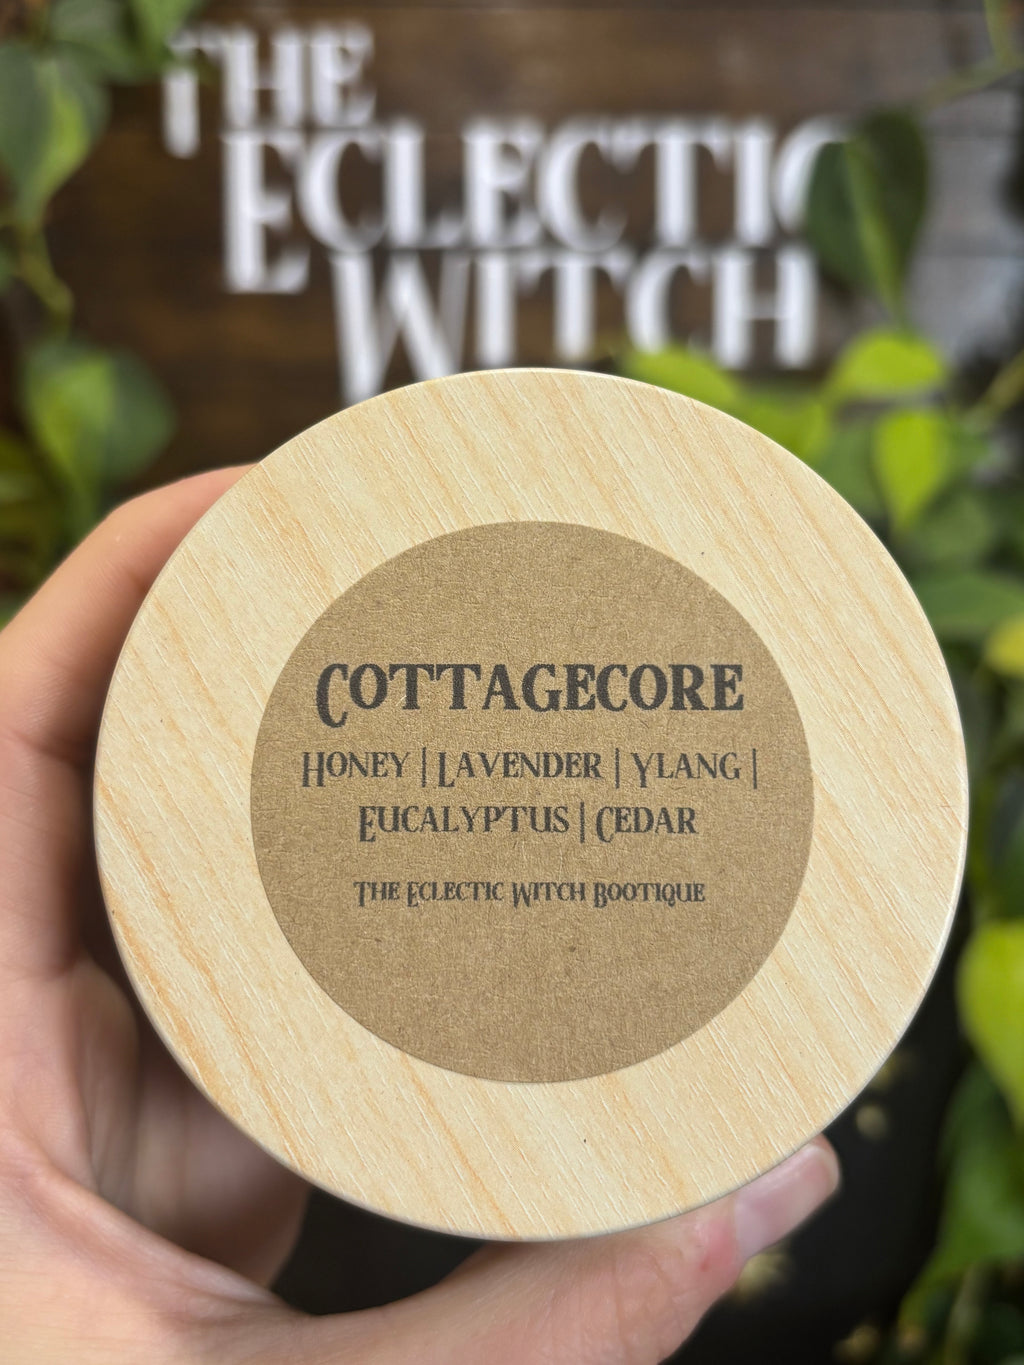 THE
ECLECTIC
WITCH
COTTAGECORE
HONEY | LAVENDER | YLANG |
EUCALYPTUS | CEDAR
THE ECLECTIC WITCH BOOTIQUE